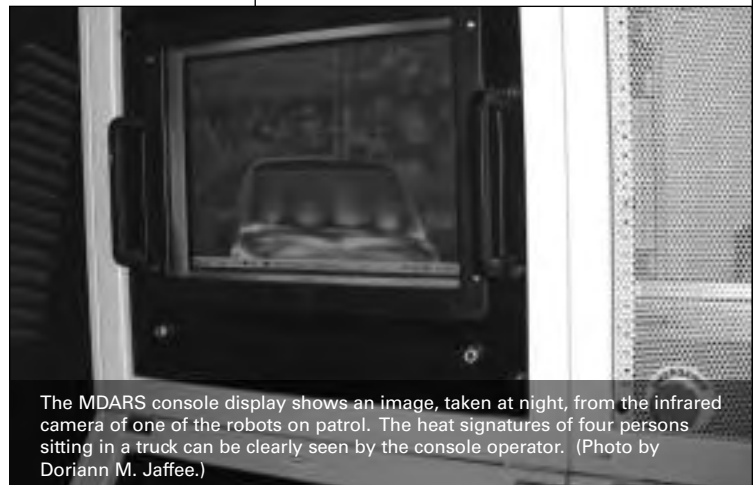 The MDARS console display shows an image, taken at night, from the infrared
camera of one of the robots on patrol. The heat signatures of four persons
sitting in a truck can be clearly seen by the console operator. (Photo by
Doriann M. Jaffee.)